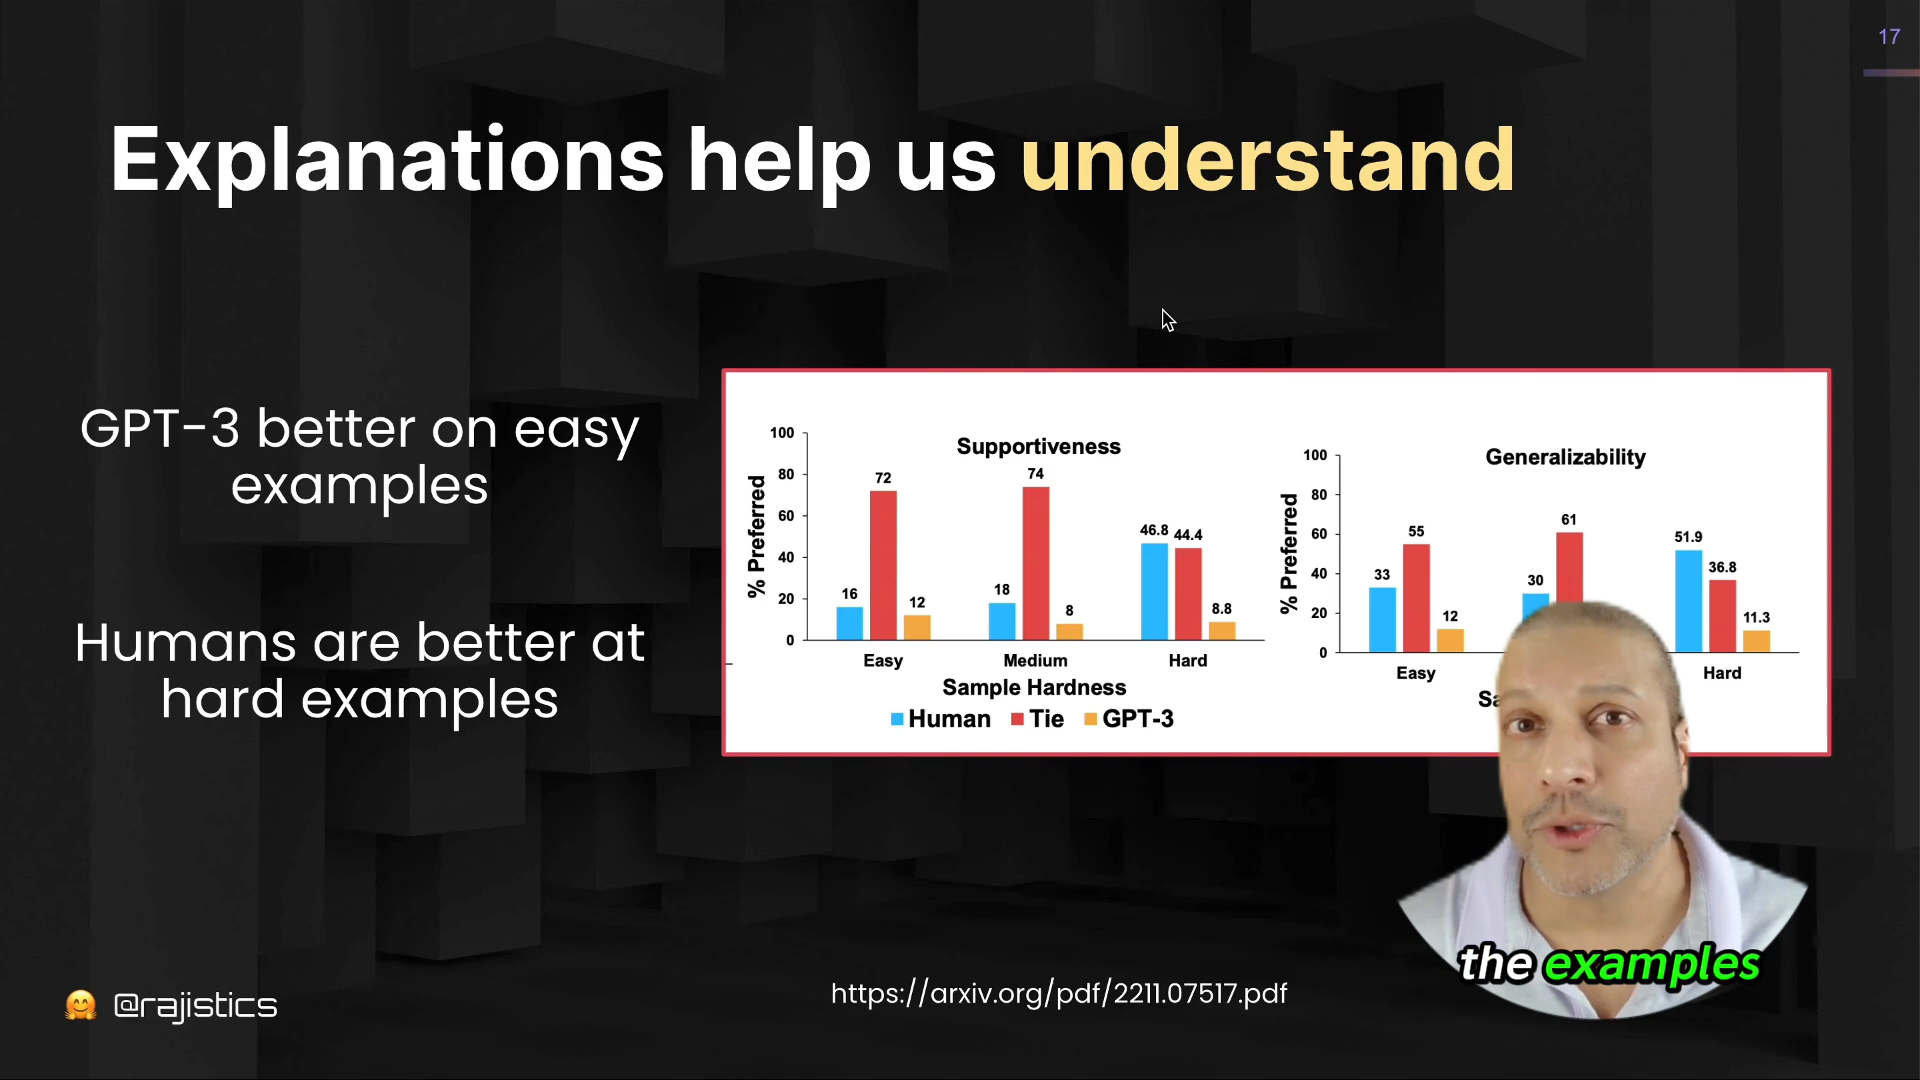 17
Explanations help us understand
GPT-3 better on easy
examples
Humans are better at
hard examples
Supportiveness
% Preferred
100
80
60
40
20
0
16
72
12
18
74
8
46.8
44.4
8.8
Easy
Medium
Hard
Sample Hardness
Human
Tie
GPT-3
Generalizability
% Preferred
100
80
60
40
20
0
33
55
12
30
61
51.9
36.8
11.3
Easy
Hard
the examples
https://arxiv.org/pdf/2211.07517.pdf
🤗 @rajistics